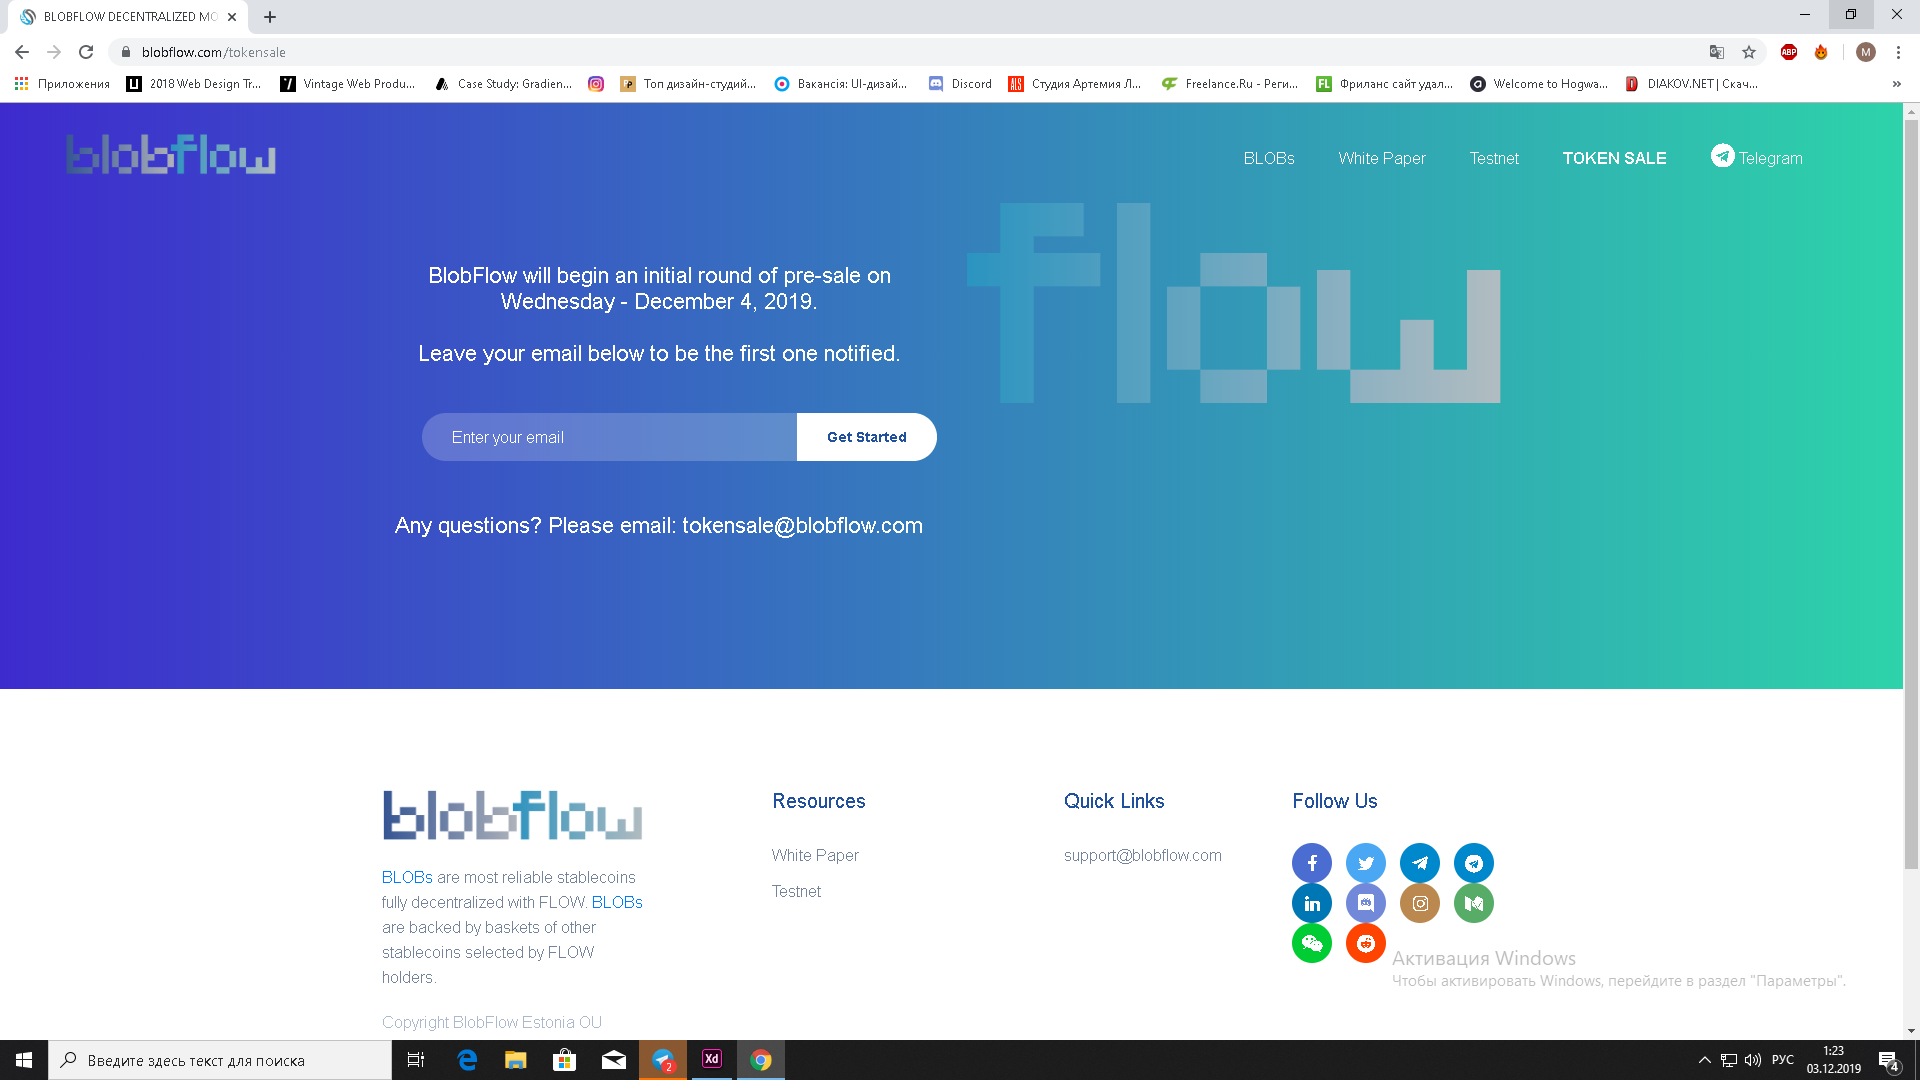 BLOBFLOW DECENTRALIZED MO
blobflow.com/tokensale
ABP
M
Приложения
2018 Web Design Tr...
Vintage Web Produ...
Case Study: Gradien...
Топ дизайн-студий...
Вакансія: UI-дизай...
Discord
Студия Артемия Л...
Freelance.Ru - Реги...
FL
Фриланс сайт удал...
Welcome to Hogwa...
DIAKOV.NET | Скач...
blobflow
BLOBs
White Paper
Testnet
TOKEN SALE
Telegram
flow
BlobFlow will begin an initial round of pre-sale on
Wednesday - December 4, 2019.
Leave your email below to be the first one notified.
Enter your email
Get Started
Any questions? Please email: tokensale@blobflow.com
blobflow
BLOBs are most reliable stablecoins
fully decentralized with FLOW. BLOBs
are backed by baskets of other
stablecoins selected by FLOW
holders.
Copyright BlobFlow Estonia OU
Resources
White Paper
Testnet
Quick Links
support@blobflow.com
Follow Us
Активация Windows
Чтобы активировать Windows, перейдите в раздел "Параметры".
Введите здесь текст для поиска
2
Xd
РУС
1:23
03.12.2019
4